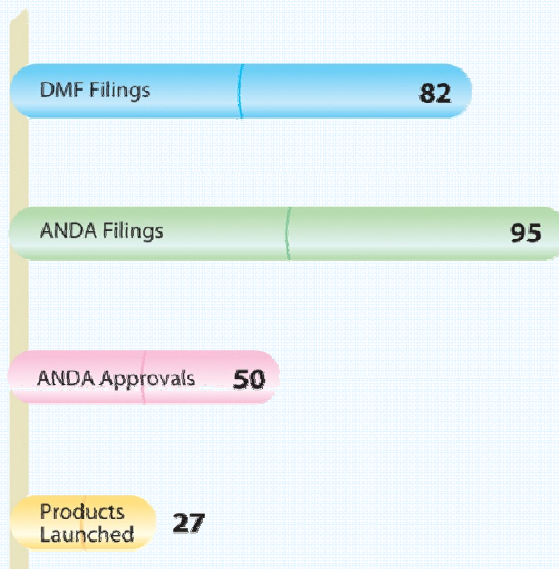 DMF Filings 82
ANDA Filings 95
ANDA Approvals 50
Products
Launched 27